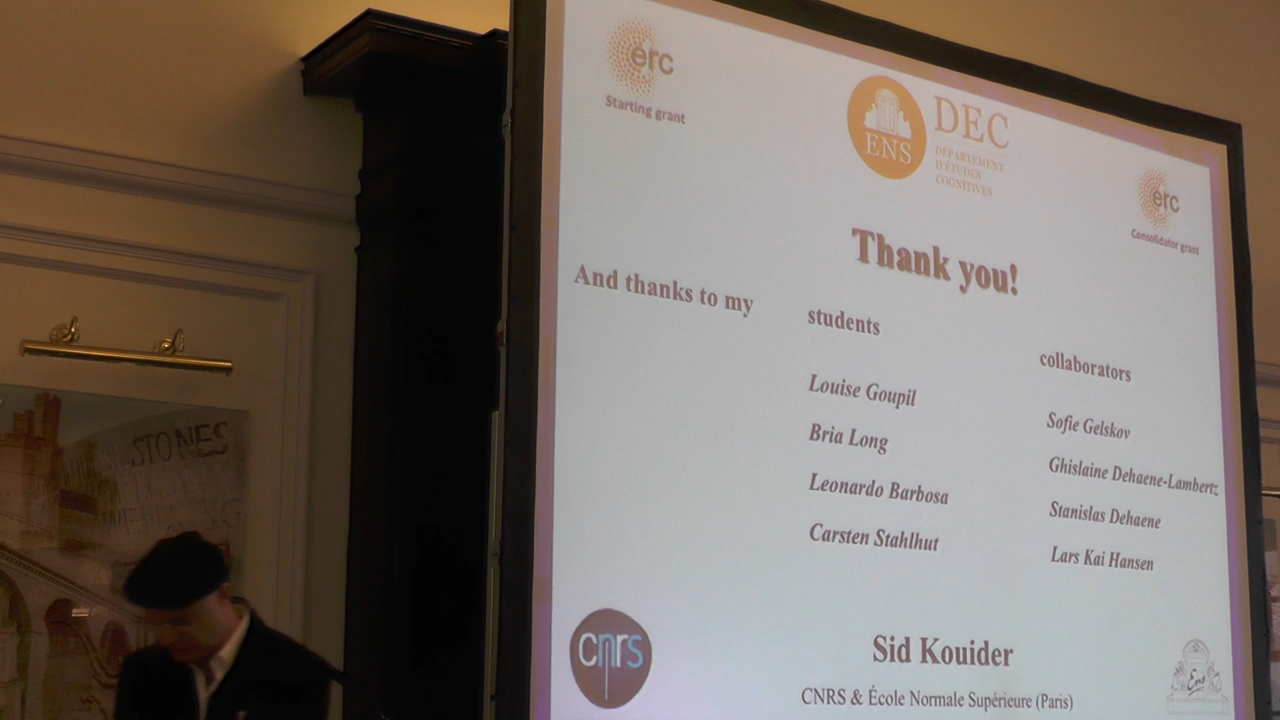 erc
Starting grant
ENS
DEC
DÉPARTEMENT
D'ÉTUDES
COGNITIVES
erc
Consolidator grant
Thank you!
And thanks to my
students
collaborators
Louise Goupil
Bria Long
Leonardo Barbosa
Carsten Stahlhut
Sofie Gelskov
Ghislaine Dehaene-Lambertz
Stanislas Dehaene
Lars Kai Hansen
STONES
cnrs
Sid Kouider
CNRS & École Normale Supérieure (Paris)
Ens